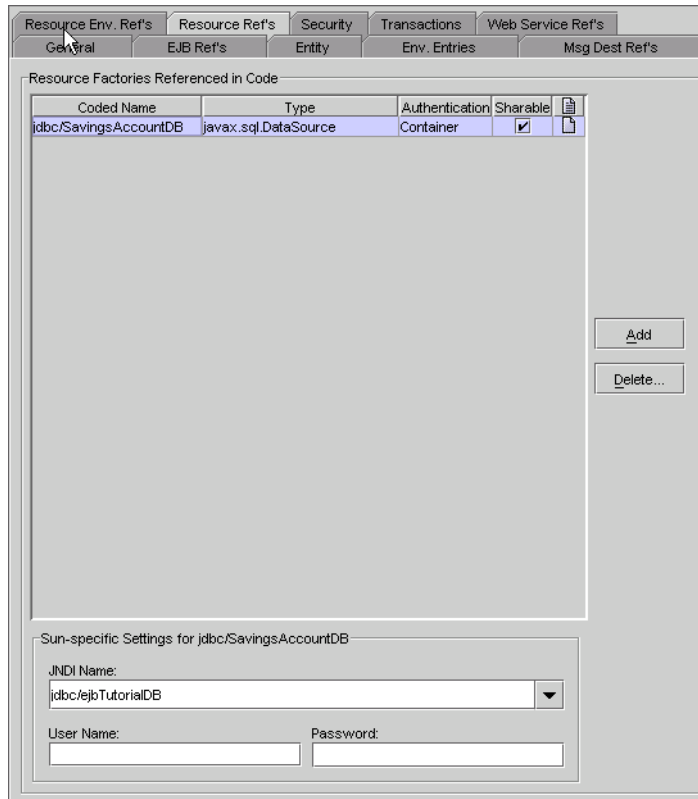 Resource Env. Ref's Resource Ref's Security Transactions Web Service Ref's
General EJB Ref's Entity Env. Entries Msg Dest Ref's
Resource Factories Referenced in Code
Coded Name Type Authentication Sharable
jdbc/SavingsAccountDB javax.sql.DataSource Container
Add
Delete...
Sun-specific Settings for jdbc/SavingsAccountDB
JNDI Name:
jdbc/ejbTutorialDB
User Name: Password: